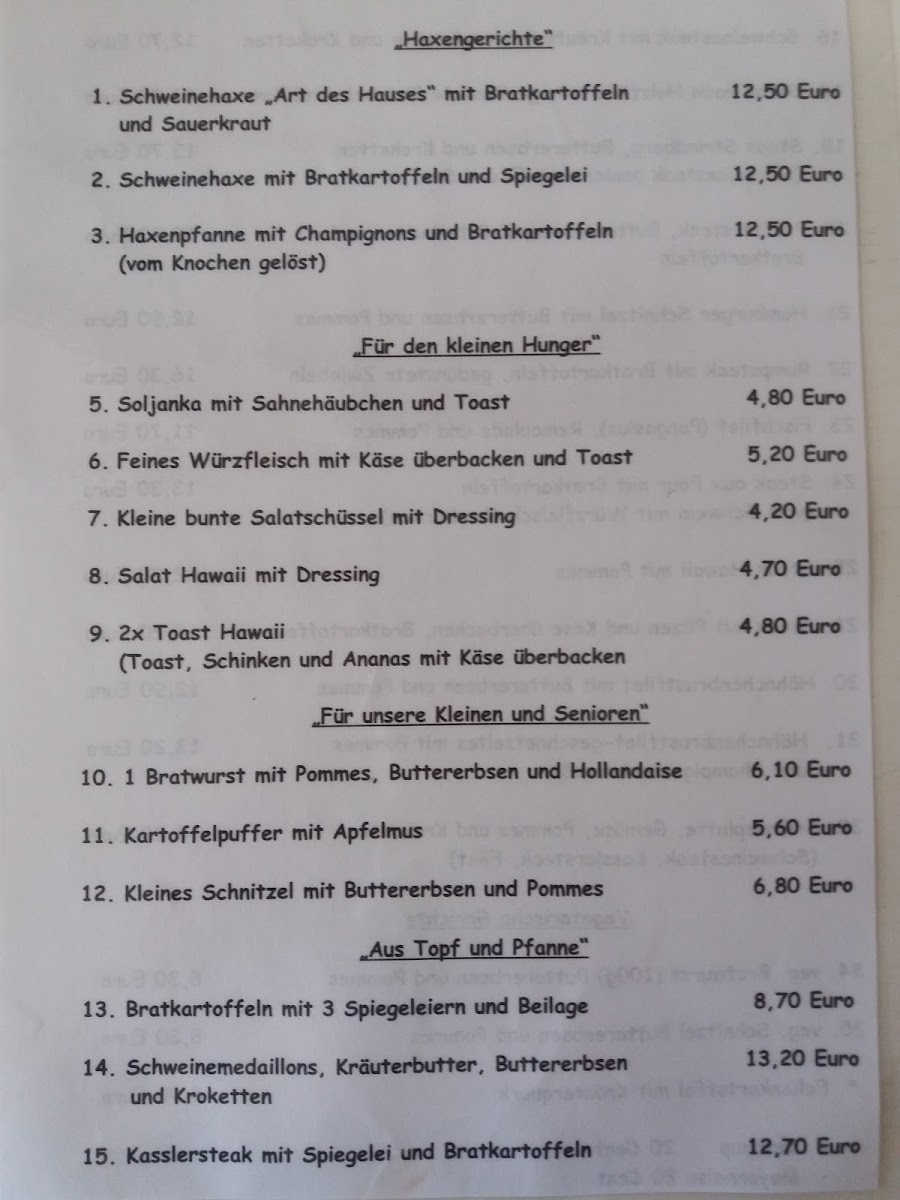 „Haxengerichte“
1. Schweinehaxe „Art des Hauses“ mit Bratkartoffeln 12,50 Euro
und Sauerkraut
2. Schweinehaxe mit Bratkartoffeln und Spiegelei 12,50 Euro
3. Haxenpfanne mit Champignons und Bratkartoffeln 12,50 Euro
(vom Knochen gelöst)
„Für den kleinen Hunger“
5. Soljanka mit Sahnehäubchen und Toast 4,80 Euro
6. Feines Würzfleisch mit Käse überbacken und Toast 5,20 Euro
7. Kleine bunte Salatschüssel mit Dressing 4,20 Euro
8. Salat Hawaii mit Dressing 4,70 Euro
9. 2x Toast Hawaii 4,80 Euro
(Toast, Schinken und Ananas mit Käse überbacken
„Für unsere Kleinen und Senioren“
10. 1 Bratwurst mit Pommes, Buttererbsen und Hollandaise 6,10 Euro
11. Kartoffelpuffer mit Apfelmus 5,60 Euro
12. Kleines Schnitzel mit Buttererbsen und Pommes 6,80 Euro
„Aus Topf und Pfanne“
13. Bratkartoffeln mit 3 Spiegeleiern und Beilage 8,70 Euro
14. Schweinemedaillons, Kräuterbutter, Buttererbsen 13,20 Euro
und Kroketten
15. Kasslersteak mit Spiegelei und Bratkartoffeln 12,70 Euro